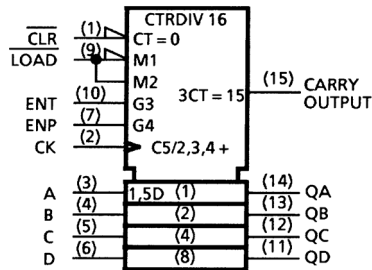 CTRDIV 16
CLR (1) CT = 0
LOAD (9) M1
M2
ENT (10) G3 3CT = 15 (15) CARRY OUTPUT
ENP (7) G4
CK (2) C5/2,3,4 +
A (3) 1,5D (1) (14) QA
B (4) (2) (13) QB
C (5) (4) (12) QC
D (6) (8) (11) QD